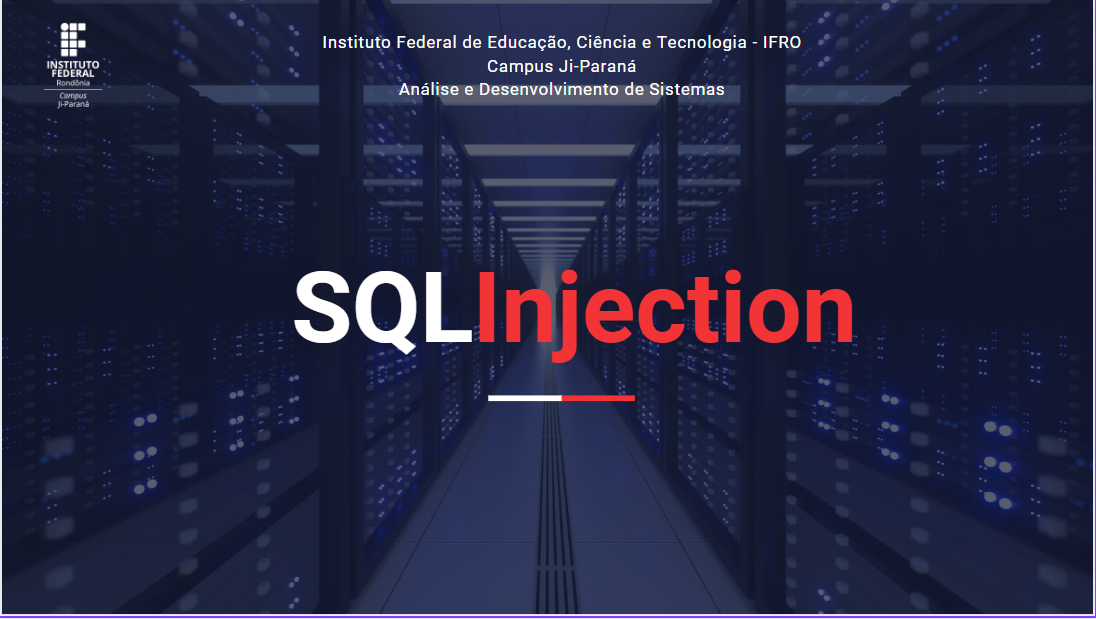 INSTITUTO
FEDERAL
Rondônia
Campus
Ji-Paraná
Instituto Federal de Educação, Ciência e Tecnologia - IFRO
Campus Ji-Paraná
Análise e Desenvolvimento de Sistemas
SQLInjection